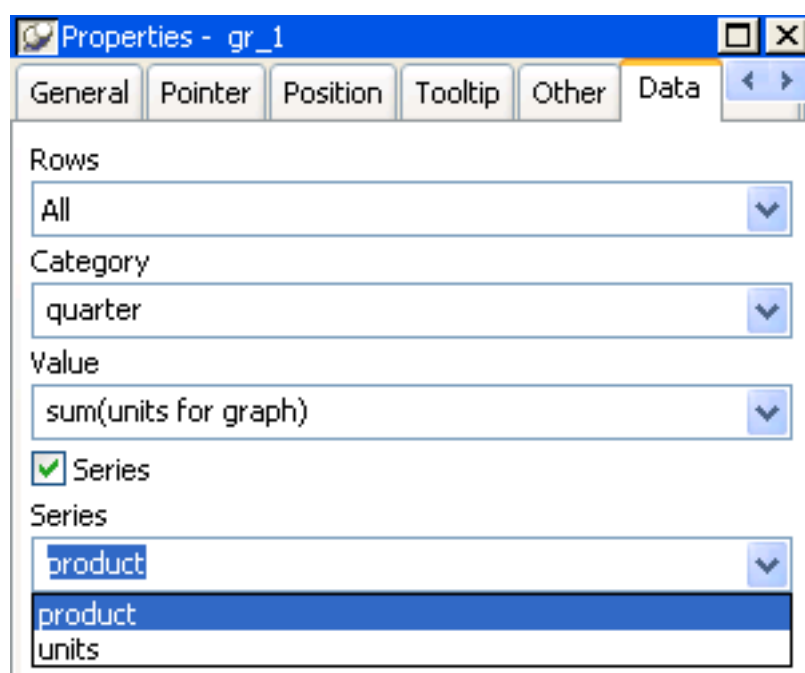 Properties - gr_1
General Pointer Position Tooltip Other Data
Rows
All
Category
quarter
Value
sum(units for graph)
Series
Series
product
product
units